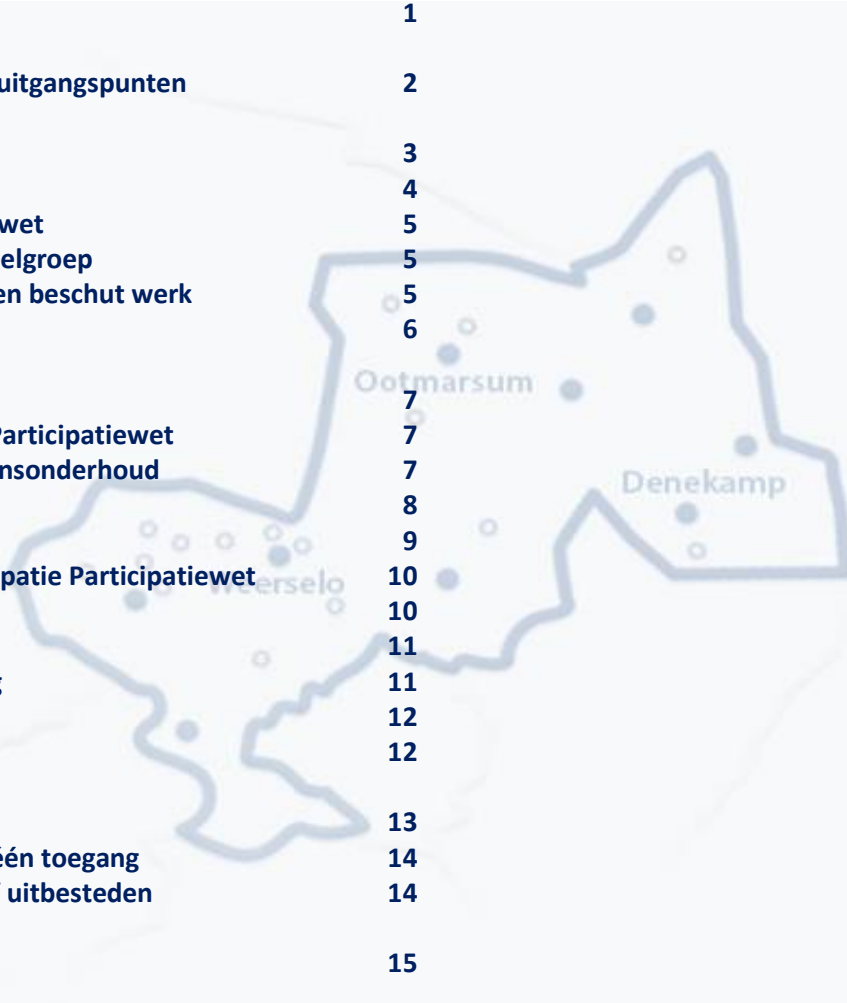 1
uitgangspunten 2
3
4
wet 5
elgroep 5
en beschut werk 5
6
Ootmarsum
7
Participatiewet 7
nsonderhoud 7
Denekamp
8
9
patie Participatiewet 10
Weerselo
10
11
g 11
12
12
13
één toegang 14
uitbesteden 14
15